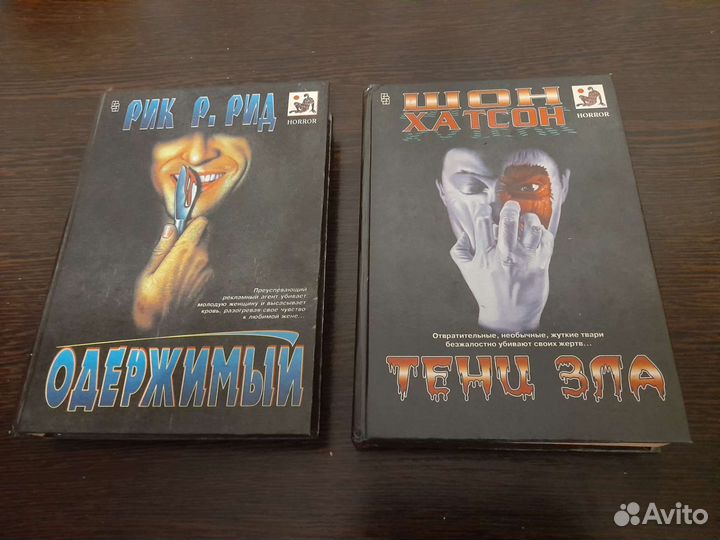 РИК Р. РИД
HORROR
Преуспевающий
рекламный агент убивает
молодую женщину и высасывает
кровь, разогревая свое чувство
к любимой жене...
ОДЕРЖИМЫЙ
ШОН
ХАТСОН
HORROR
Отвратительные, необычные, жуткие твари
безжалостно убивают своих жертв...
ТЕНИ ЗЛА
Avito